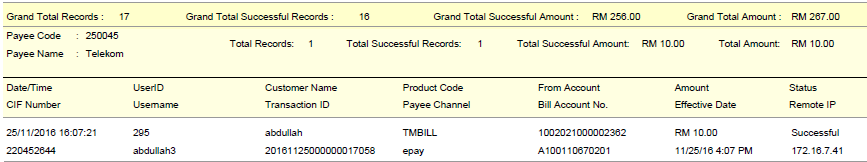 Grand Total Records : 17 Grand Total Successful Records : 16 Grand Total Successful Amount : RM 256.00 Grand Total Amount : RM 267.00
Payee Code : 250045
Total Records: 1 Total Successful Records: 1 Total Successful Amount: RM 10.00 Total Amount: RM 10.00
Payee Name : Telekom
Date/Time UserID Customer Name Product Code From Account Amount Status
CIF Number Username Transaction ID Payee Channel Bill Account No. Effective Date Remote IP
25/11/2016 16:07:21 295 abdullah TMBILL 1002021000002362 RM 10.00 Successful
220452644 abdullah3 20161125000000017058 epay A100110670201 11/25/16 4:07 PM 172.16.7.41